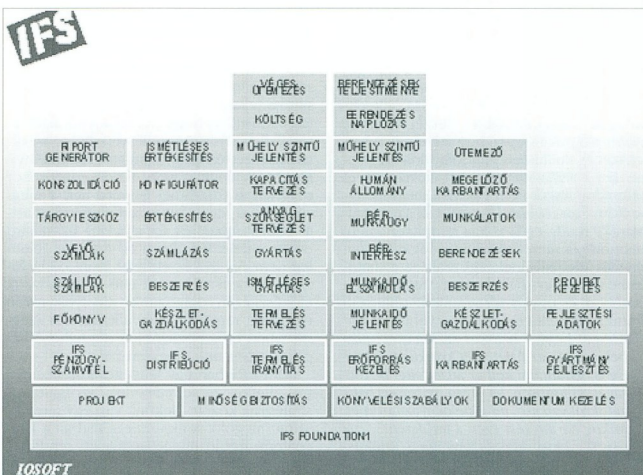 IFS
VÉGES
ÜTEMEZÉS
BERENDEZÉSEK
TELJESÍTMÉNYE
KÖLTSÉG
BERENDEZÉS
NAPLÓZÁS
RIPORT
GENERÁTOR
ISMÉTLÉSES
ÉRTÉKESÍTÉS
MŰHELY SZINTŰ
JELENTÉS
MŰHELY SZINTŰ
JELENTÉS
ÜTEMEZŐ
KONSZOLIDÁCIÓ
KONFIGURÁTOR
KAPACITÁS
TERVEZÉS
HUMÁN
ÁLLOMÁNY
MEGELŐZŐ
KARBANTARTÁS
TÁRGYI ESZKÖZ
ÉRTÉKESÍTÉS
ANYAG
SZÜKSÉGLET
TERVEZÉS
BÉR
MUNKAÜGY
MUNKÁLATOK
VEVŐ
SZÁMLÁK
SZÁMLÁZÁS
GYÁRTÁS
BÉR
INTERFÉSZ
BERENDEZÉSEK
SZÁLLÍTÓ
SZÁMLÁK
BESZERZÉS
ISMÉTLÉSES
GYÁRTÁS
MUNKAIDŐ
ELSZÁMOLÁS
BESZERZÉS
PROJEKT
KEZELÉS
FŐKÖNYV
KÉSZLET-
GAZDÁLKODÁS
TERMELÉS
TERVEZÉS
MUNKAIDŐ
JELENTÉS
KÉSZLET-
GAZDÁLKODÁS
FEJLESZTÉSI
ADATOK
IFS
PÉNZÜGY-
SZÁMVITEL
IFS
DISTRIBÚCIÓ
IFS
TERMELÉS
IRÁNYÍTÁS
IFS
ERŐFORRÁS
KEZELÉS
IFS
KARBANTARTÁS
IFS
GYÁRTMÁNY
FEJLESZTÉS
PROJEKT
MINŐSÉGBIZTOSÍTÁS
KÖNYVELÉSI SZABÁLYOK
DOKUMENTUM KEZELÉS
IFS FOUNDATION1
IQSOFT